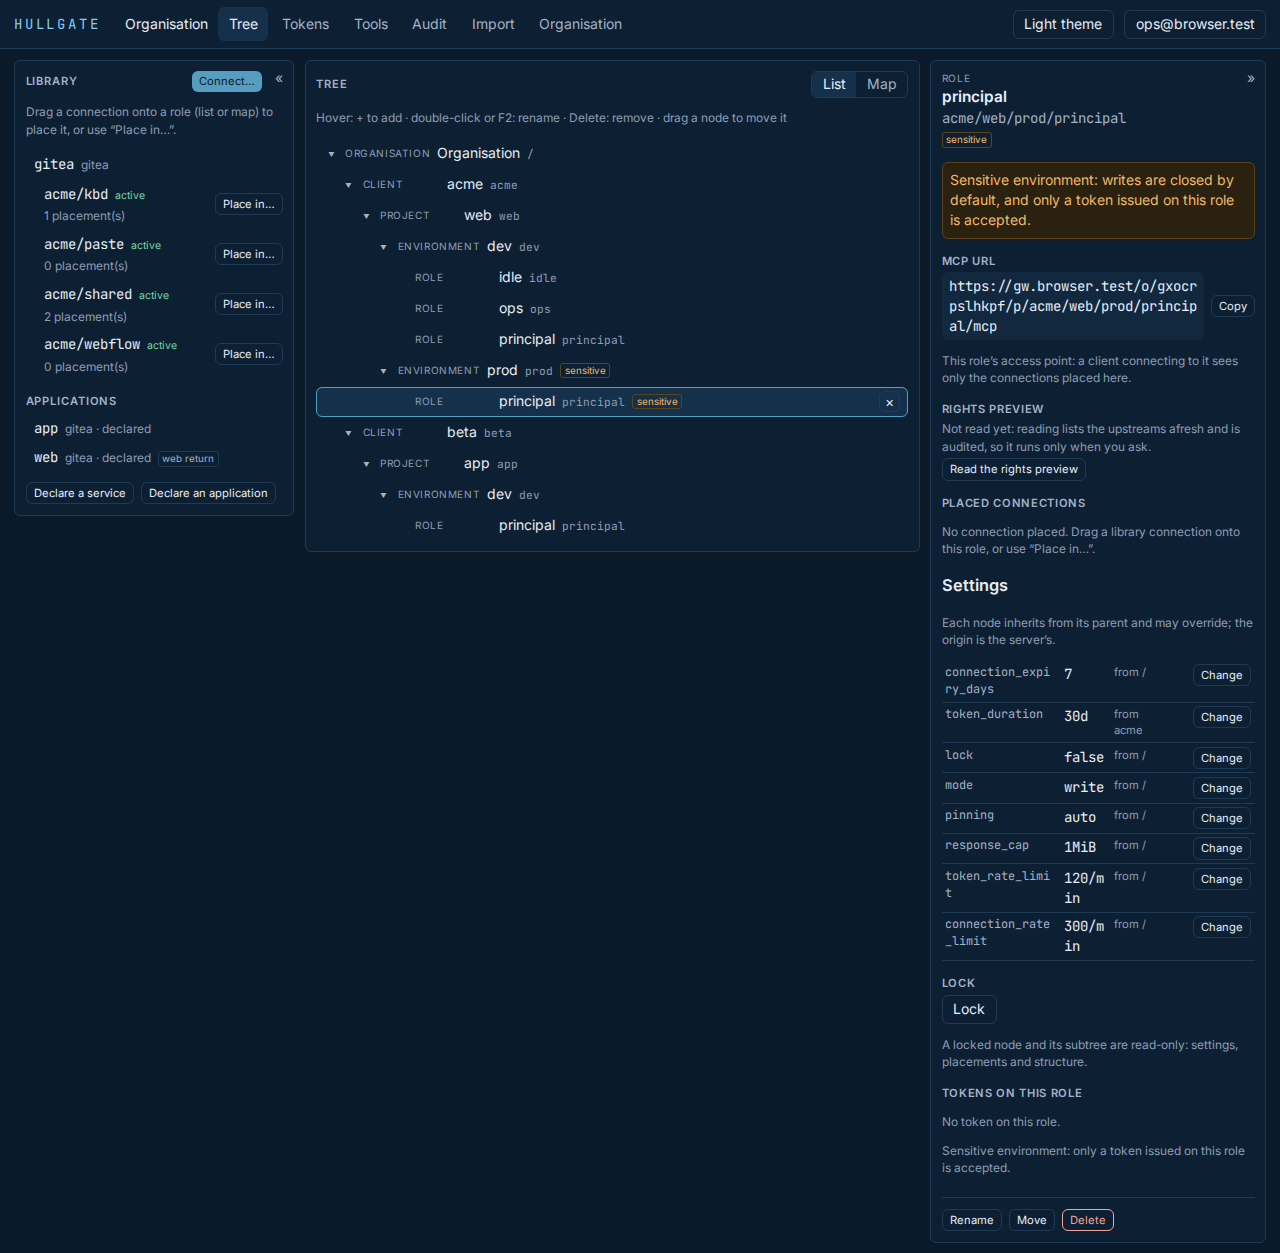 HULLGATE Organisation Tree Tokens Tools Audit Import Organisation Light theme ops@browser.test
LIBRARY Connect... «
Drag a connection onto a role (list or map) to
place it, or use “Place in…”.
gitea gitea
acme/kbd active
1 placement(s)
Place in…
acme/paste active
0 placement(s)
Place in…
acme/shared active
2 placement(s)
Place in…
acme/webflow active
0 placement(s)
Place in…
APPLICATIONS
app gitea · declared
web gitea · declared web return
Declare a service Declare an application
TREE List Map
Hover: + to add · double-click or F2: rename · Delete: remove · drag a node to move it
▾ ORGANISATION Organisation /
▾ CLIENT acme acme
▾ PROJECT web web
▾ ENVIRONMENT dev dev
ROLE idle idle
ROLE ops ops
ROLE principal principal
▾ ENVIRONMENT prod prod sensitive
ROLE principal principal sensitive ×
▾ CLIENT beta beta
▾ PROJECT app app
▾ ENVIRONMENT dev dev
ROLE principal principal
ROLE »
principal
acme/web/prod/principal
sensitive
Sensitive environment: writes are closed by
default, and only a token issued on this role
is accepted.
MCP URL
https://gw.browser.test/o/gxocr
pslhkpf/p/acme/web/prod/princip
al/mcp
Copy
This role’s access point: a client connecting to it sees
only the connections placed here.
RIGHTS PREVIEW
Not read yet: reading lists the upstreams afresh and is
audited, so it runs only when you ask.
Read the rights preview
PLACED CONNECTIONS
No connection placed. Drag a library connection onto
this role, or use “Place in…”.
Settings
Each node inherits from its parent and may override; the
origin is the server’s.
connection_expi
ry_days
7 from / Change
token_duration 30d from
acme
Change
lock false from / Change
mode write from / Change
pinning auto from / Change
response_cap 1MiB from / Change
token_rate_limi
t
120/m
in
from / Change
connection_rate
_limit
300/m
in
from / Change
LOCK
Lock
A locked node and its subtree are read-only: settings,
placements and structure.
TOKENS ON THIS ROLE
No token on this role.
Sensitive environment: only a token issued on this role
is accepted.
Rename Move Delete